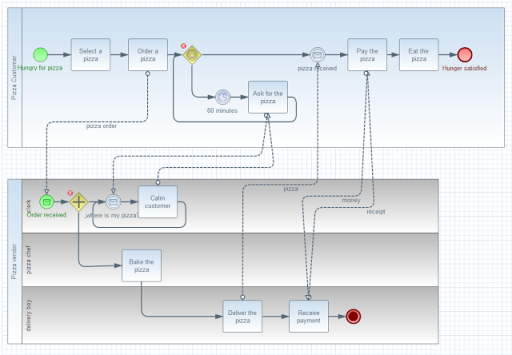 Pizza Customer
Hungry for pizza
Select a
pizza
Order a
pizza
pizza received
Pay the
pizza
Eat the
pizza
Hunger satisfied
60 minutes
Ask for the
pizza
pizza order
Pizza vendor
clerk
Order received
„where is my pizza"
Calm
customer
pizza
money
receipt
pizza chef
Bake the
pizza
delivery boy
Deliver the
pizza
Receive
payment